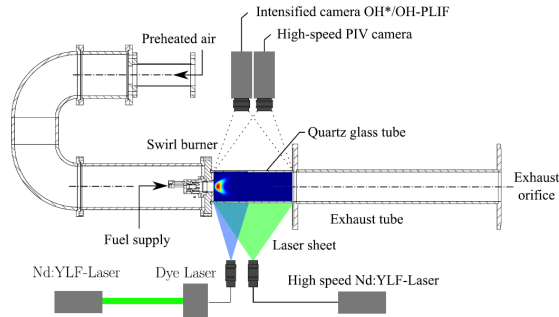 Intensified camera OH*/OH-PLIF
High-speed PIV camera
Preheated air
Swirl burner
Quartz glass tube
Exhaust
orifice
Exhaust tube
Fuel supply
Laser sheet
Nd:YLF-Laser
Dye Laser
High speed Nd:YLF-Laser